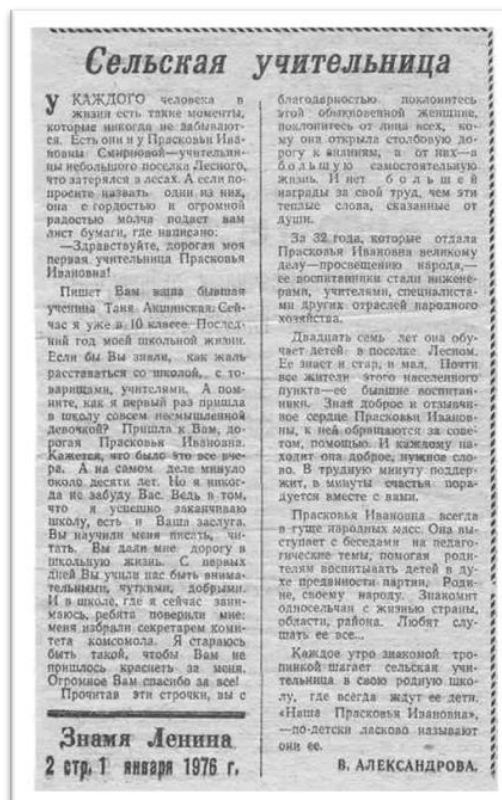 Сельская учительница
У КАЖДОГО человека в
жизни есть такие моменты,
которые никогда не забывают-
ся. Есть они и у Прасковьи Ива-
новны Смирновой—учительни-
цы небольшого поселка Лесного,
что затерялся в лесах. А если по-
просите назвать один из них,
она с гордостью и огромной
радостью молча подает вам
лист бумаги, где написано:
—Здравствуйте, дорогая моя
первая учительница Прасковья
Ивановна!
Пишет Вам ваша бывшая
ученица Таня Акшинская. Сей-
час я уже в 10 классе. Послед-
ний год моей школьной жизни.
Если бы Вы знали, как жаль
расставаться со школой, с то-
варищами, учителями. А пом-
ните, как я первый раз пришла
в школу совсем несмышленной
девочкой? Пришла к Вам, до-
рогая Прасковья Ивановна.
Кажется, что было это все вче-
ра. А на самом деле минуло
около десяти лет. Но я никог-
да не забуду Вас. Ведь в том,
что я успешно заканчиваю
школу, есть и Ваша заслуга.
Вы научили меня писать, чи-
тать. Вы дали мне дорогу в
школьную жизнь. С первых
дней Вы учили нас быть внима-
тельными, чуткими, добрыми.
И в школе, где я сейчас зани-
маюсь, ребята поверили мне:
меня избрали секретарем коми-
тета комсомола. Я стараюсь
быть такой, чтобы Вам не
пришлось краснеть за меня.
Огромное Вам спасибо за все!
Прочитав эти строчки, вы с
благодарностью поклонитесь
этой обыкновенной женщине,
поклонитесь от лица всех, ко-
му она открыла столбовую до-
рогу к знаниям, а от них—в
большую самостоятельную
жизнь. И нет большей
награды за свой труд, чем эти
теплые слова, сказанные от
души.
За 32 года, которые отдала
Прасковья Ивановна великому
делу—просвещению народа,—
ее воспитанники стали инжене-
рами, учителями, специалиста-
ми других отраслей народного
хозяйства.
Двадцать семь лет она обу-
чает детей в поселке Лесном.
Ее знает и стар, и мал. Почти
все жители этого населенного
пункта—ее бывшие воспитан-
ники. Зная доброе и отзывчи-
вое сердце Прасковьи Иванов-
ны, к ней обращаются за сове-
том, помощью. И каждому на-
ходит она доброе, нужное сло-
во. В трудную минуту поддер-
жит, в минуты счастья пора-
дуется вместе с вами.
Прасковья Ивановна всегда
в гуще народных масс. Она вы-
ступает с беседами на педаго-
гические темы, помогая роди-
телям воспитывать детей в ду-
хе преданности партии, Роди-
не, своему народу. Знакомит
односельчан с жизнью страны,
области, района. Любят слу-
шать ее все...
Каждое утро знакомой тро-
пинкой шагает сельская учи-
тельница в свою родную шко-
лу, где всегда ждут ее дети.
«Наша Прасковья Ивановна»,
—по-детски ласково называют
они ее.
В. АЛЕКСАНДРОВА.
Знамя Ленина
2 стр. 1 января 1976 г.